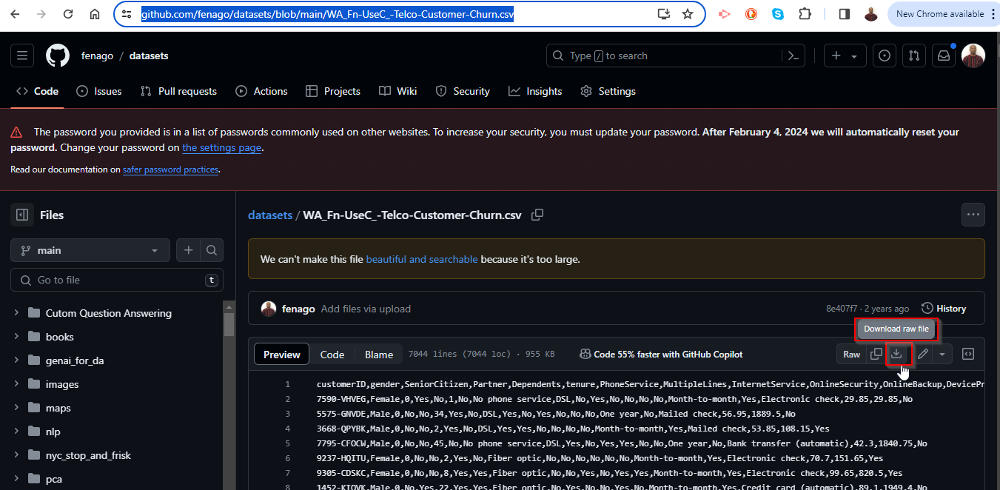 github.com/fenago/datasets/blob/main/WA_Fn-UseC_-Telco-Customer-Churn.csv
New Chrome available
fenago / datasets
Type / to search
Code Issues Pull requests Actions Projects Wiki Security Insights Settings
The password you provided is in a list of passwords commonly used on other websites. To increase your security, you must update your password. After February 4, 2024 we will automatically reset your
password. Change your password on the settings page.
Read our documentation on safer password practices.
Files
datasets / WA_Fn-UseC_-Telco-Customer-Churn.csv
main
We can't make this file beautiful and searchable because it's too large.
Go to file t
fenago Add files via upload 8e407f7 · 2 years ago History
Download raw file
Preview Code Blame 7044 lines (7044 loc) · 955 KB Code 55% faster with GitHub Copilot Raw
Cutom Question Answering
books
genai_for_da
images
maps
nlp
nyc_stop_and_frisk
pca
1 customerID,gender,SeniorCitizen,Partner,Dependents,tenure,PhoneService,MultipleLines,InternetService,OnlineSecurity,OnlineBackup,DevicePr
2 7590-VHVEG,Female,0,Yes,No,1,No,No phone service,DSL,No,Yes,No,No,No,No,Month-to-month,Yes,Electronic check,29.85,29.85,No
3 5575-GNVDE,Male,0,No,No,34,Yes,No,DSL,Yes,No,Yes,No,No,No,One year,No,Mailed check,56.95,1889.5,No
4 3668-QPYBK,Male,0,No,No,2,Yes,No,DSL,Yes,Yes,No,No,No,No,Month-to-month,Yes,Mailed check,53.85,108.15,Yes
5 7795-CFOCW,Male,0,No,No,45,No,No phone service,DSL,Yes,No,Yes,Yes,No,No,One year,No,Bank transfer (automatic),42.3,1840.75,No
6 9237-HQITU,Female,0,No,No,2,Yes,No,Fiber optic,No,No,No,No,No,No,Month-to-month,Yes,Electronic check,70.7,151.65,Yes
7 9305-CDSKC,Female,0,No,No,8,Yes,Yes,Fiber optic,No,No,Yes,No,Yes,Yes,Month-to-month,Yes,Electronic check,99.65,820.5,Yes
8 1452-KIOVK,Male,0,No,Yes,22,Yes,Yes,Fiber optic,No,Yes,No,No,Yes,No,Month-to-month,Yes,Credit card (automatic),89.1,1949.4,No